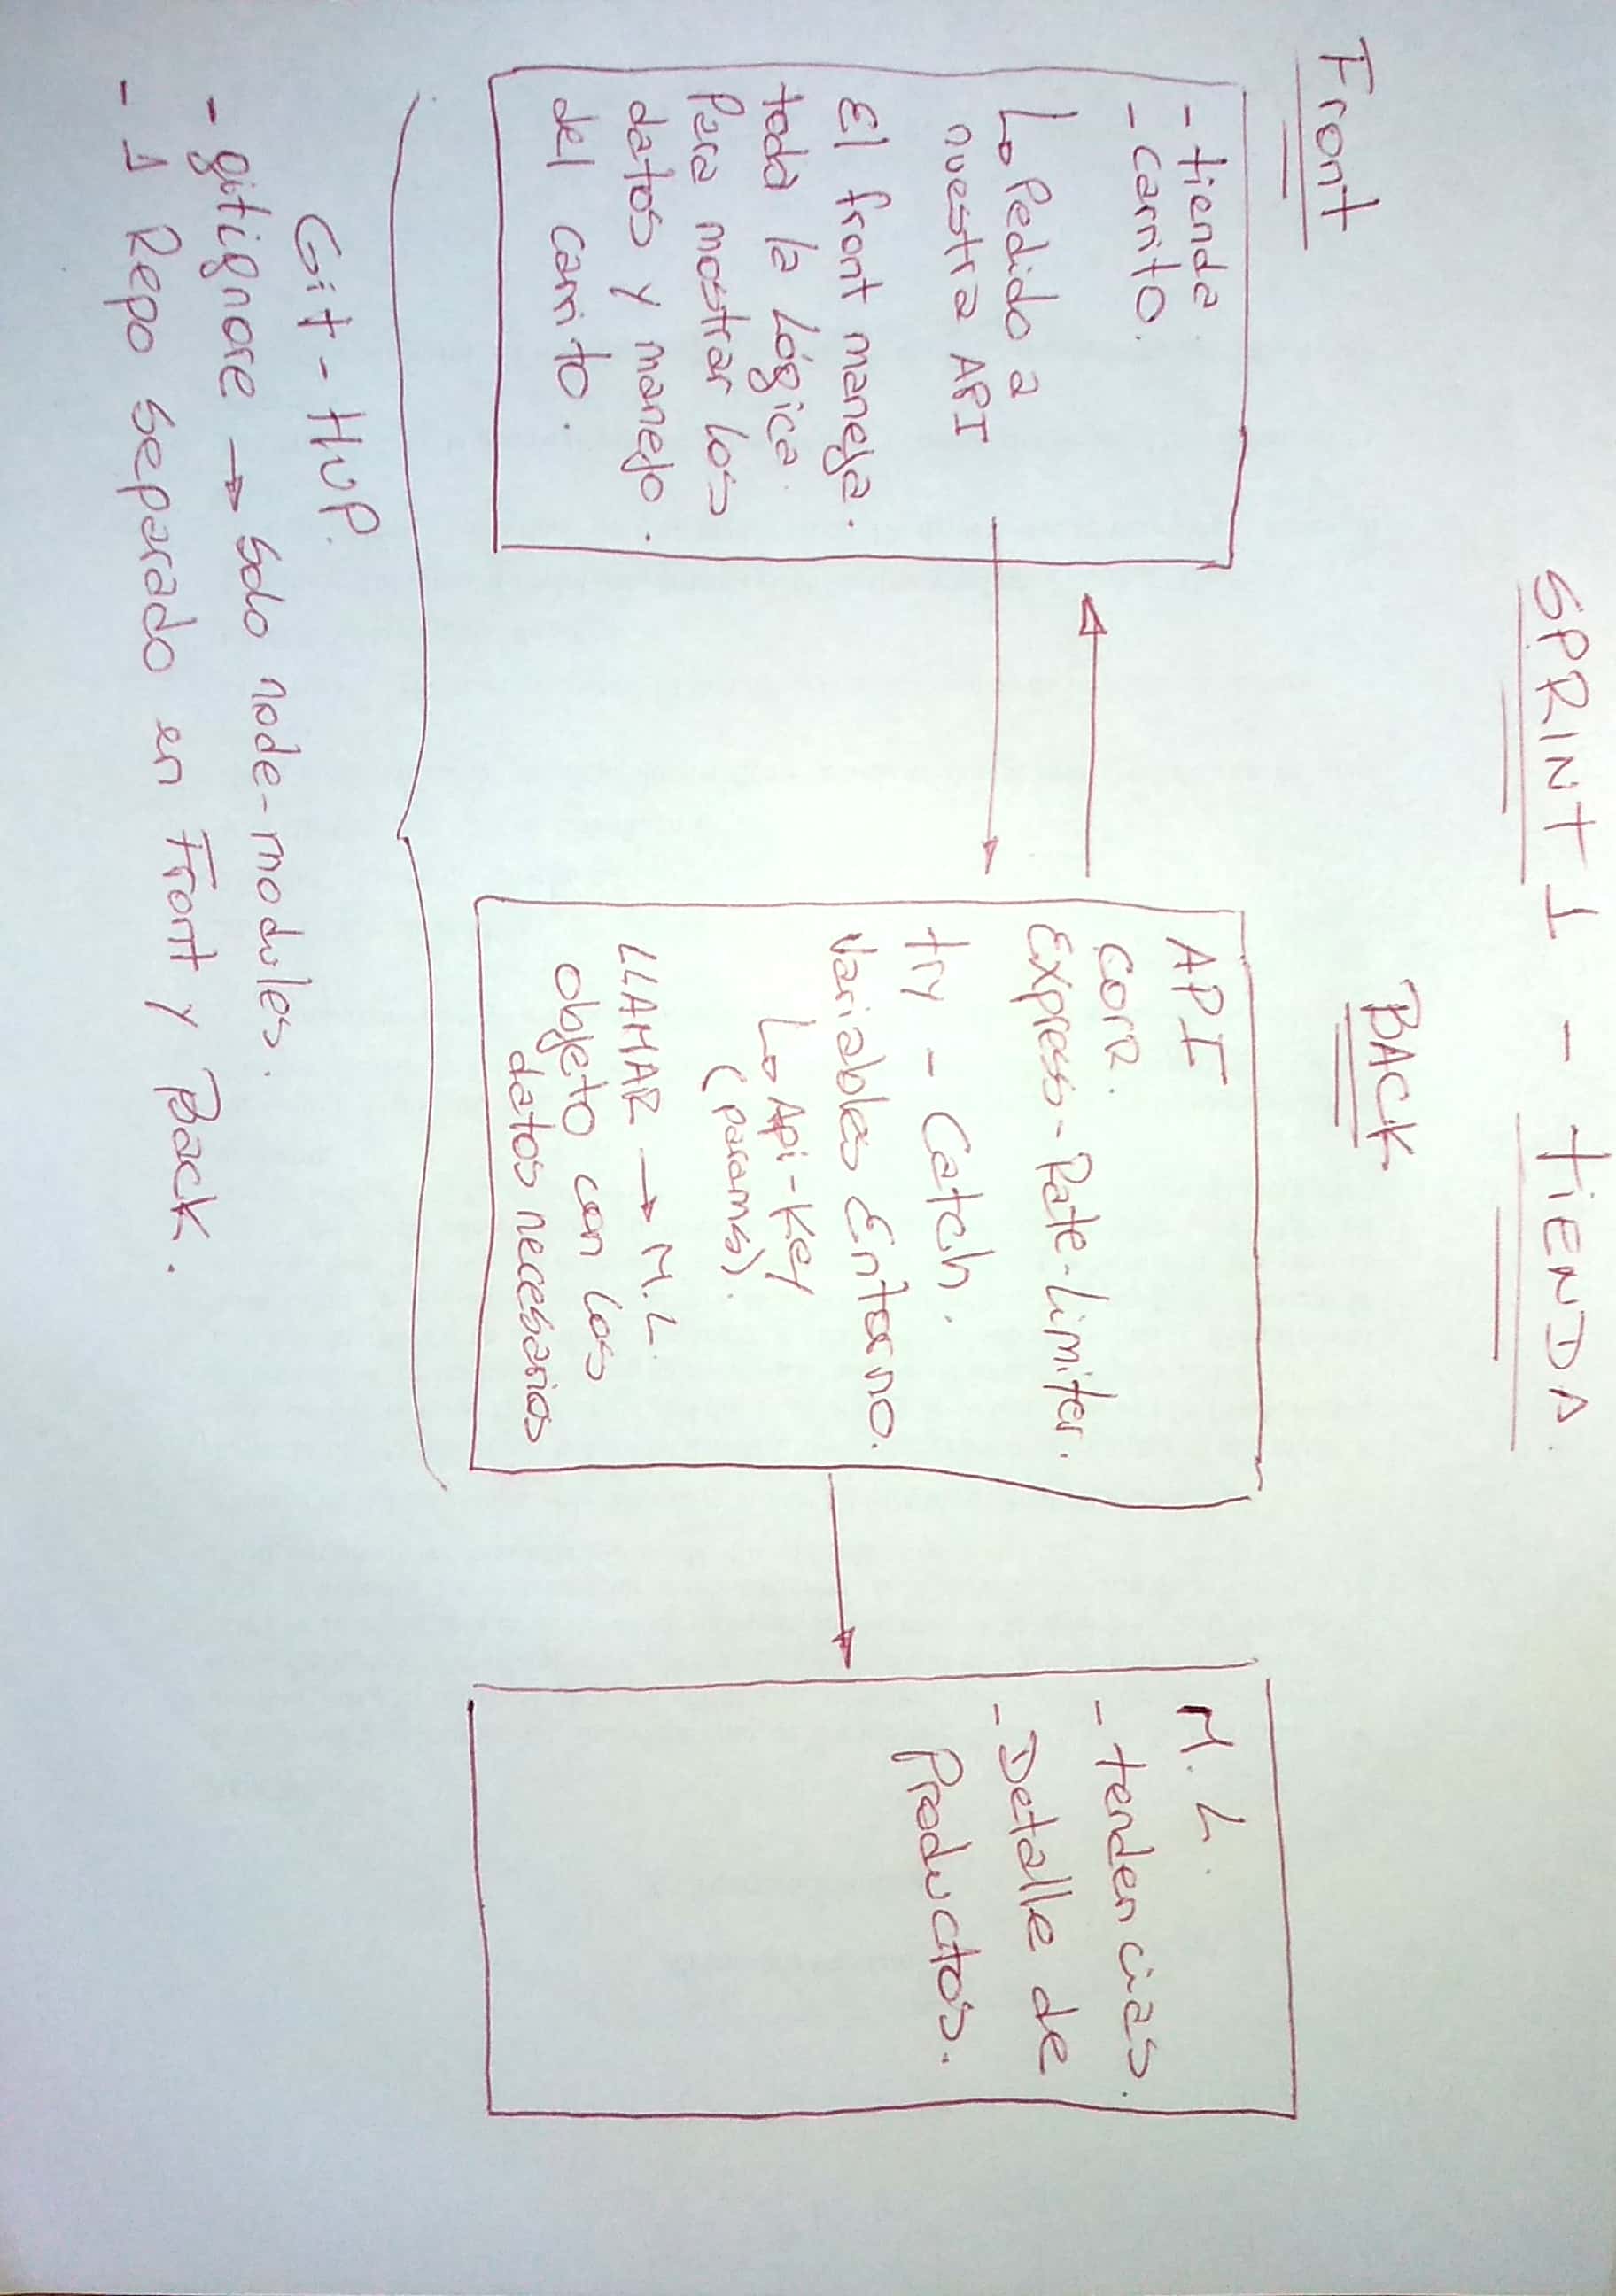 SPRINT 1 - tIENDA.
BACK
Front
- tienda
- carrito.
Pedido a
nuestra API
El front maneja.
toda la Lógica
Para mostrar los
datos y manejo.
del carrito.
API
corr.
Express-Rate-Limiter.
try - Catch.
Variables Entorno.
Api-Key
(params).
LLAMAR → M.L.
objeto con los
datos necesarios
M. L.
- tendencias.
- Detalle de
Productos.
Git-HUP.
- gitignore → Solo node-modules.
- 1 Repo separado en Front y Back.